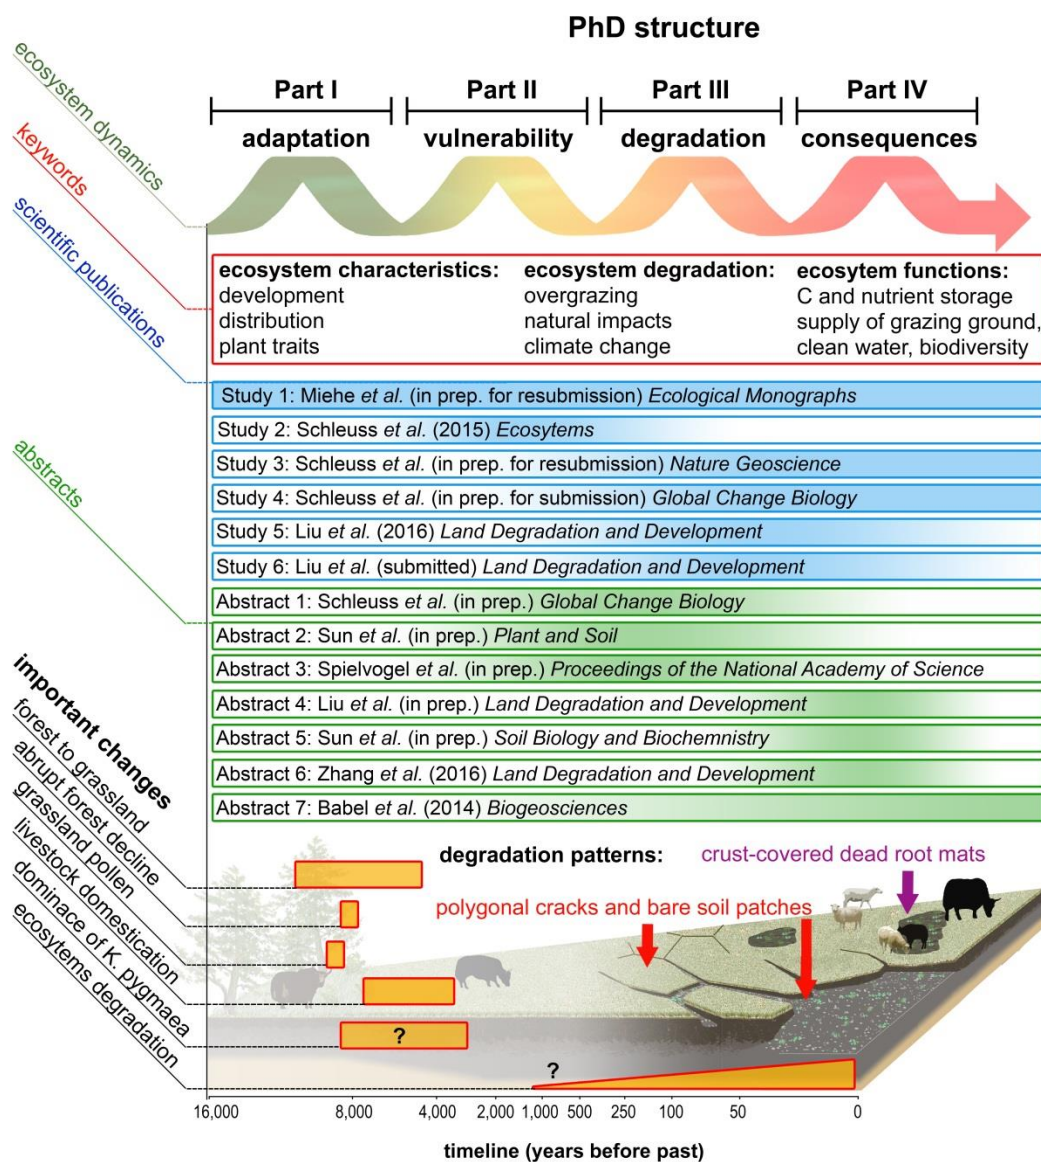 PhD structure
Part I
Part II
Part III
Part IV
adaptation
vulnerability
degradation
consequences
ecosystem dynamics
keywords
scientific publications
abstracts
ecosystem characteristics:
development
distribution
plant traits
ecosystem degradation:
overgrazing
natural impacts
climate change
ecosytem functions:
C and nutrient storage
supply of grazing ground,
clean water, biodiversity
Study 1: Miehe et al. (in prep. for resubmission) Ecological Monographs
Study 2: Schleuss et al. (2015) Ecosytems
Study 3: Schleuss et al. (in prep. for resubmission) Nature Geoscience
Study 4: Schleuss et al. (in prep. for submission) Global Change Biology
Study 5: Liu et al. (2016) Land Degradation and Development
Study 6: Liu et al. (submitted) Land Degradation and Development
Abstract 1: Schleuss et al. (in prep.) Global Change Biology
Abstract 2: Sun et al. (in prep.) Plant and Soil
Abstract 3: Spielvogel et al. (in prep.) Proceedings of the National Academy of Science
Abstract 4: Liu et al. (in prep.) Land Degradation and Development
Abstract 5: Sun et al. (in prep.) Soil Biology and Biochemnistry
Abstract 6: Zhang et al. (2016) Land Degradation and Development
Abstract 7: Babel et al. (2014) Biogeosciences
important changes
forest to grassland
abrupt forest decline
grassland pollen
livestock domestication
dominace of K. pygmaea
ecosytems degradation
degradation patterns:
crust-covered dead root mats
polygonal cracks and bare soil patches
?
?
16,000
8,000
4,000
2,000
1,000
500
250
100
50
0
timeline (years before past)